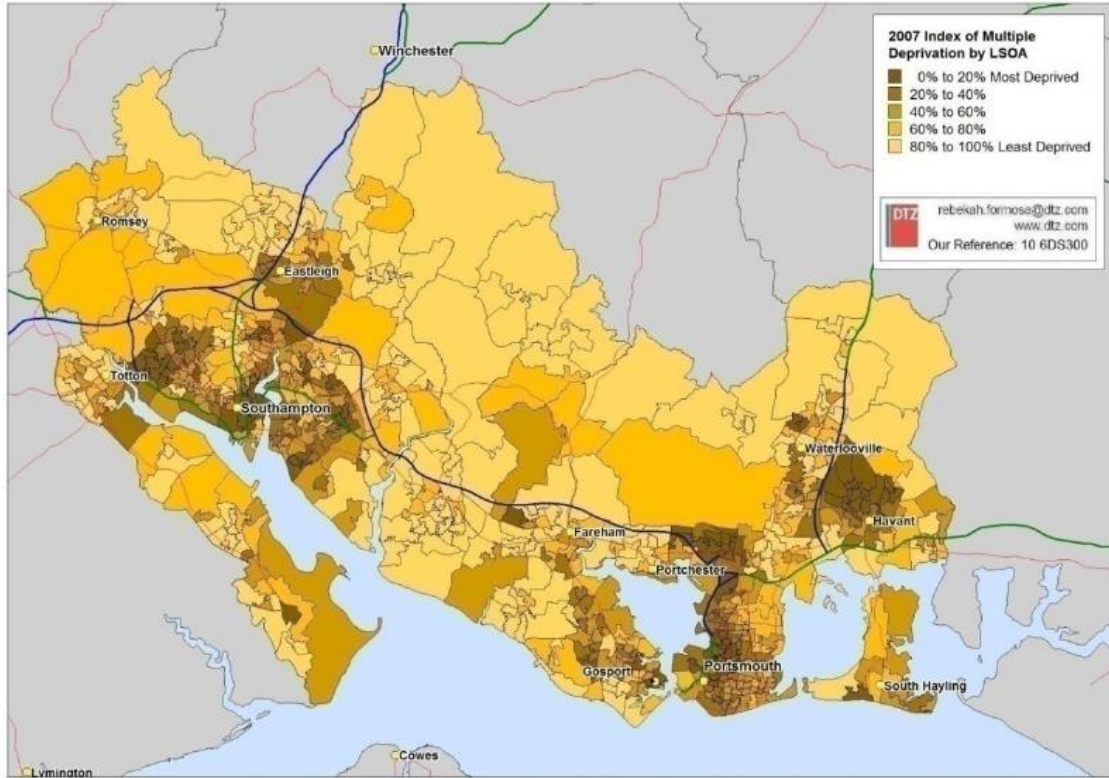 2007 Index of Multiple
Deprivation by LSOA
0% to 20% Most Deprived
20% to 40%
40% to 60%
60% to 80%
80% to 100% Least Deprived
DTZ
rebekah.formosa@dtz.com
www.dtz.com
Our Reference: 10 6DS300
Winchester
Romsey
Eastleigh
Totton
Southampton
Waterlooville
Havant
Fareham
Portchester
Gosport
Portsmouth
South Hayling
Cowes
Lymington